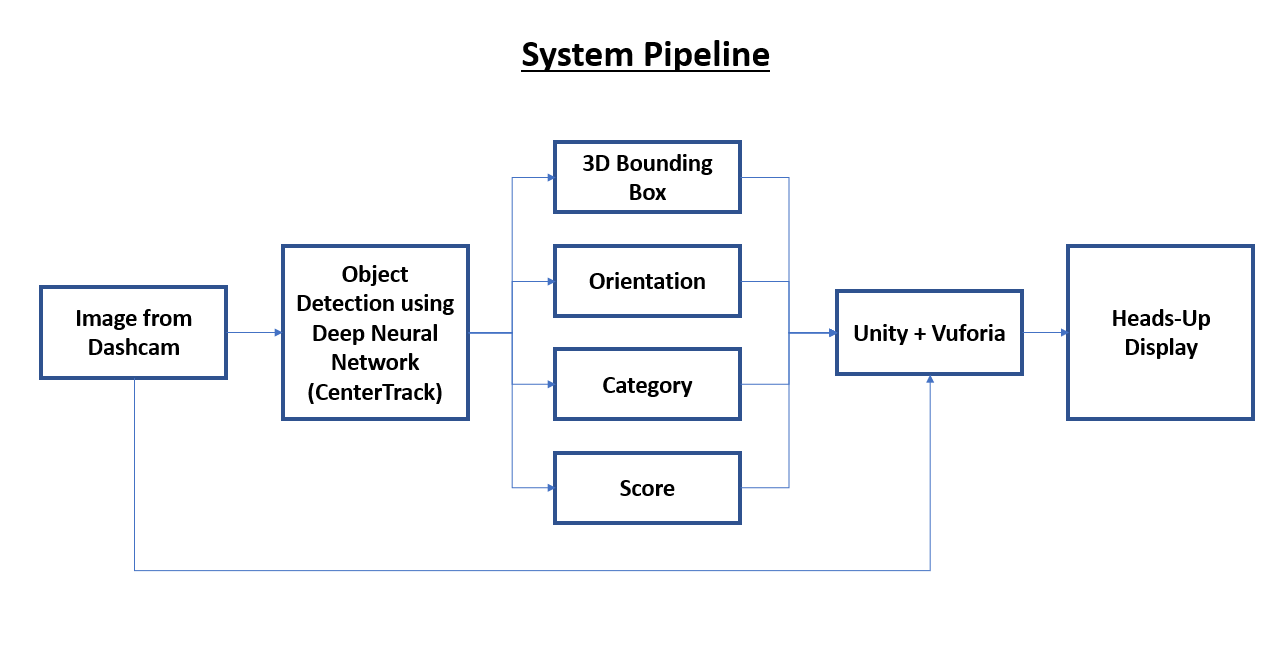 System Pipeline
3D Bounding
Box
Object
Detection using
Deep Neural
Network
(CenterTrack)
Orientation
Image from
Dashcam
Unity + Vuforia
Heads-Up
Display
Category
Score